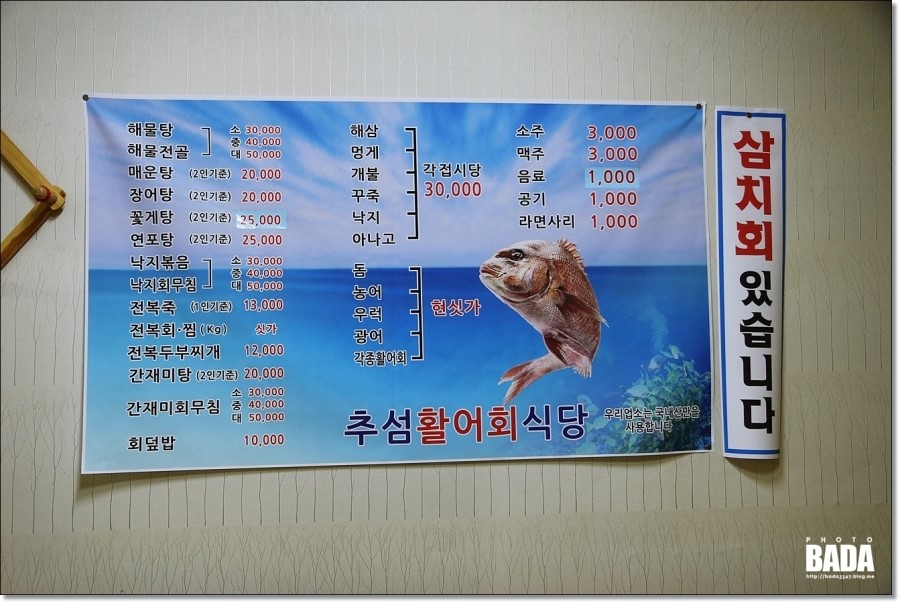 해물탕
해물전골
소 30,000
중 40,000
대 50,000
매운탕 (2인기준) 20,000
장어탕 (2인기준) 20,000
꽃게탕 (2인기준) 25,000
연포탕 (2인기준) 25,000
낙지볶음
낙지회무침
소 30,000
중 40,000
대 50,000
전복죽 (1인기준) 13,000
전복회·찜(Kg) 싯가
전복두부찌개 12,000
간재미탕 (2인기준) 20,000
간재미회무침
소 30,000
중 40,000
대 50,000
회덮밥 10,000
해삼
멍게
개불
꾸죽
낙지
아나고
각접시당
30,000
돔
농어
우럭
광어
각종활어회
현싯가
소주 3,000
맥주 3,000
음료 1,000
공기 1,000
라면사리 1,000
추섬활어회식당
우리업소는 국내산만을
사용합니다
삼치회있습니다
PHOTO
BADA
http://bada3347.blog.me